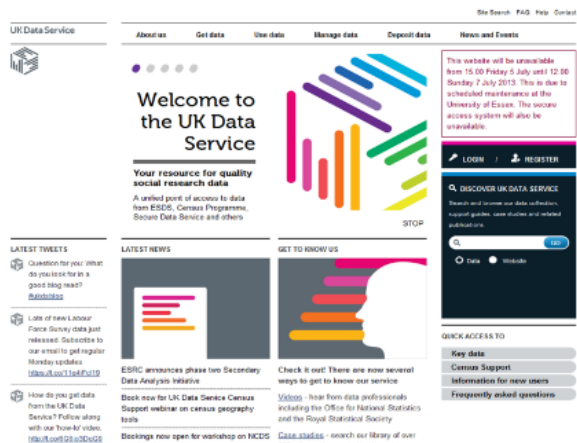 Site Search FAQ Help Contact
UK Data Service
About us Get data Use data Manage data Deposit data News and Events
Welcome to
the UK Data
Service
Your resource for quality
social research data
A unified point of access to data
from ESDS, Census Programme,
Secure Data Service and others
STOP
This website will be unavailable
from 15.00 Friday 5 July until 12.00
Sunday 7 July 2013. This is due to
scheduled maintenance at the
University of Essex. The secure
access system will also be
unavailable.
LOGIN / REGISTER
DISCOVER UK DATA SERVICE
Search and browse our data collection,
support guides, case studies and related
publications.
GO
Data Website
QUICK ACCESS TO
Key data
Census Support
Information for new users
Frequently asked questions
LATEST TWEETS
Question for you: What
do you look for in a
good blog read?
#ukdsblog
Lots of new Labour
Force Survey data just
released. Subscribe to
our email to get regular
Monday updates
How do you get data
from the UK Data
Service? Follow along
with our 'how-to' video.
LATEST NEWS
ESRC announces phase two Secondary
Data Analysis Initiative
Book now for UK Data Service Census
Support webinar on census geography
tools
Bookings now open for workshop on NCDS
GET TO KNOW US
Check it out! There are now several
ways to get to know our service
Videos - hear from data professionals
including the Office for National Statistics
and the Royal Statistical Society
Case studies - search our library of over